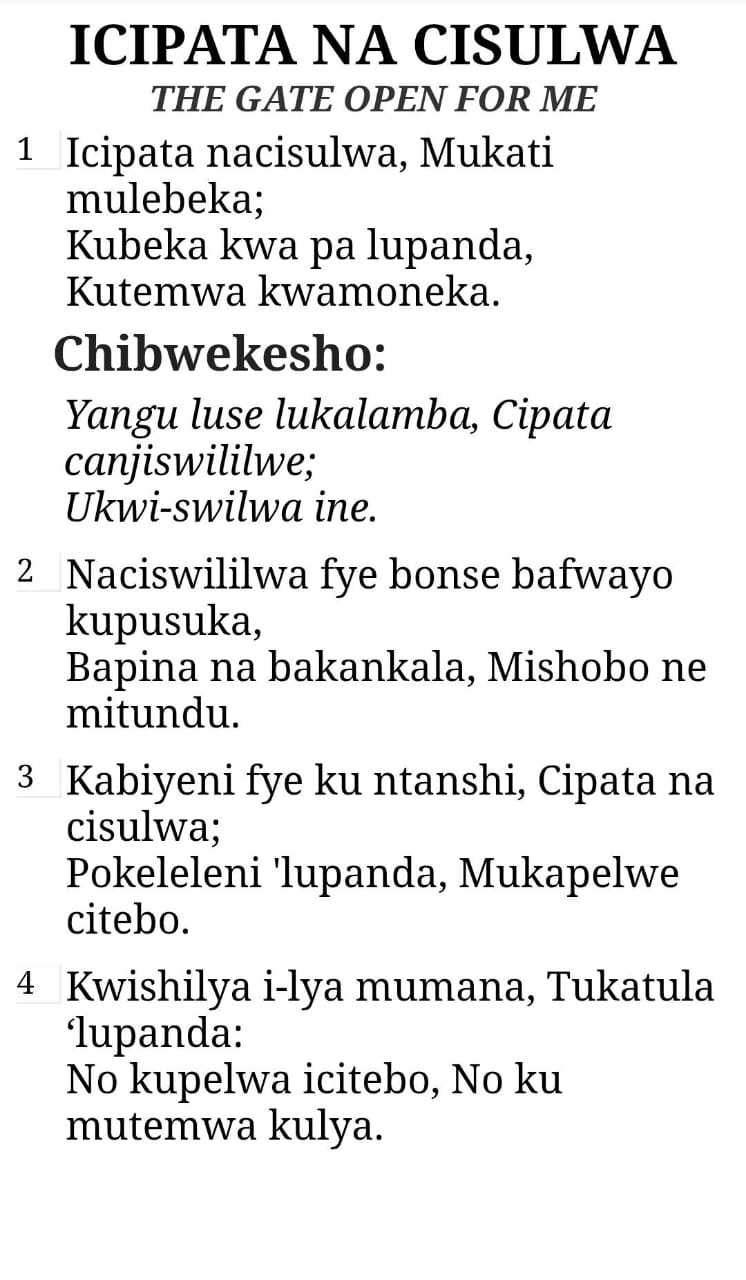 ICIPATA NA CISULWA
THE GATE OPEN FOR ME
1 Icipata nacisulwa, Mukati
mulebeka;
Kubeka kwa pa lupanda,
Kutemwa kwamoneka.
Chibwekesho:
Yangu luse lukalamba, Cipata
canjiswililwe;
Ukwi-swilwa ine.
2 Naciswililwa fye bonse bafwayo
kupusuka,
Bapina na bakankala, Mishobo ne
mitundu.
3 Kabiyeni fye ku ntanshi, Cipata na
cisulwa;
Pokeleleni 'lupanda, Mukapelwe
citebo.
4 Kwishilya i-lya mumana, Tukatula
‘lupanda:
No kupelwa icitebo, No ku
mutemwa kulya.